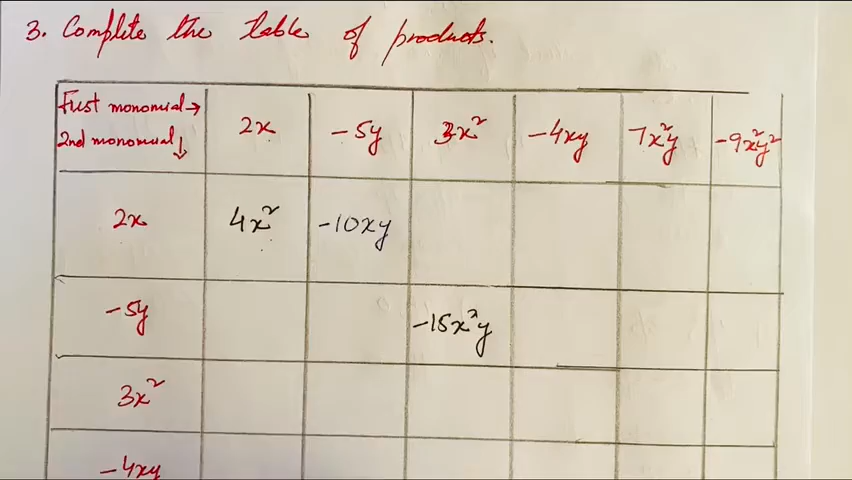 3. Complete the table of products.
First monomial→ 2x -5y 3x² -4xy 7x²y -9x²y²
2nd monomial↓
2x 4x² -10xy
-5y -15x²y
3x²
-4xy